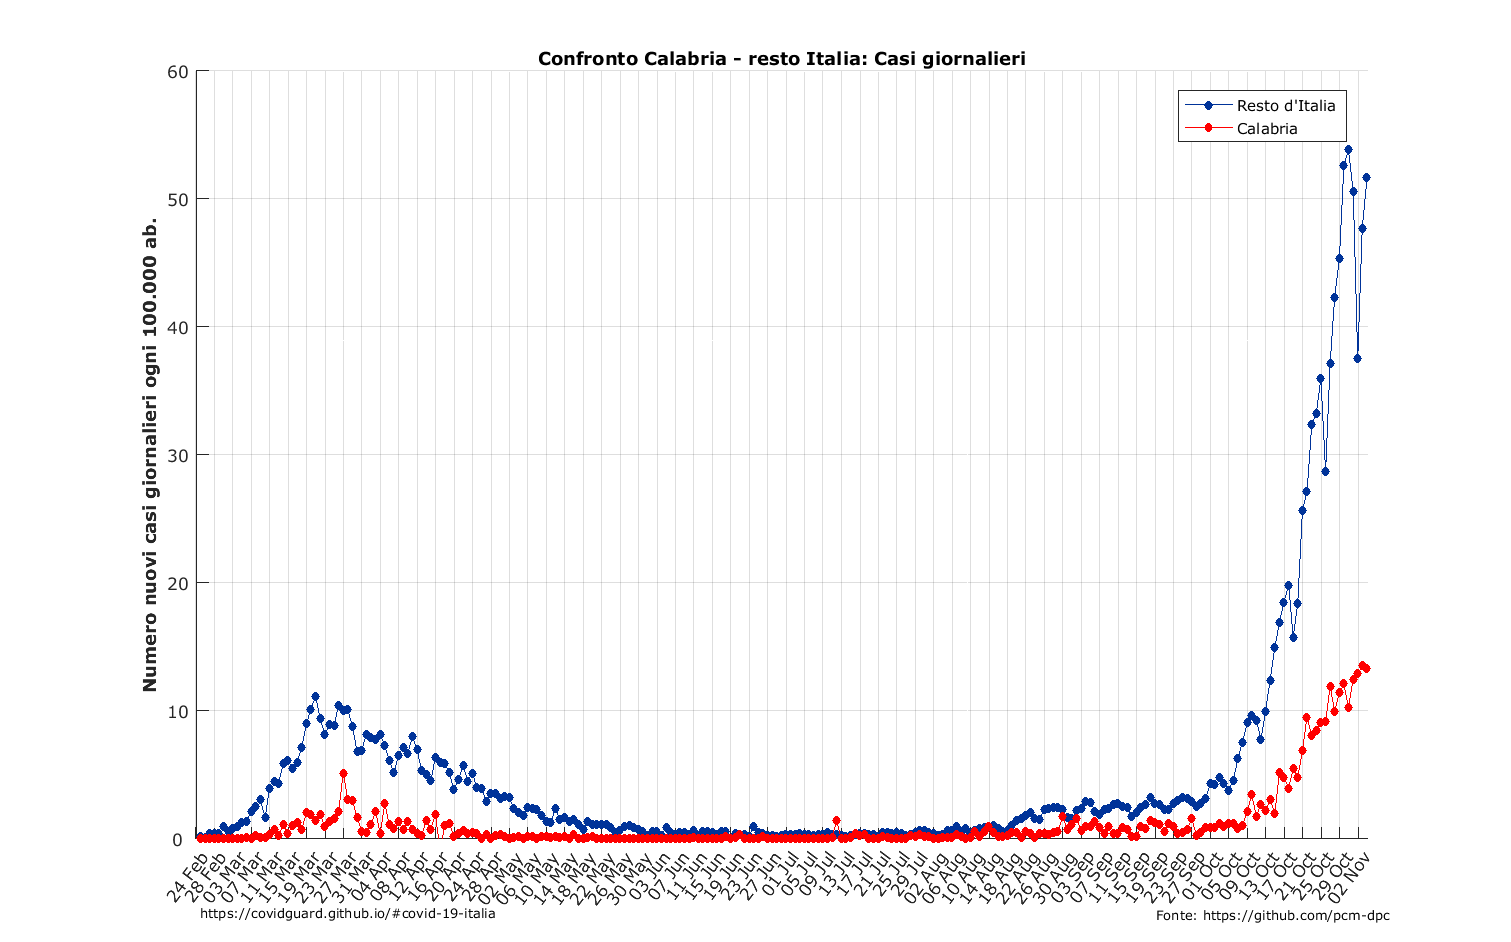 Confronto Calabria - resto Italia: Casi giornalieri
Resto d'Italia
Calabria
Numero nuovi casi giornalieri ogni 100.000 ab.
60
50
40
30
20
10
0
24 Feb
28 Feb
03 Mar
07 Mar
11 Mar
15 Mar
19 Mar
23 Mar
27 Mar
31 Mar
04 Apr
08 Apr
12 Apr
16 Apr
20 Apr
24 Apr
28 Apr
02 May
06 May
10 May
14 May
18 May
22 May
26 May
30 May
03 Jun
07 Jun
11 Jun
15 Jun
19 Jun
23 Jun
27 Jun
01 Jul
05 Jul
09 Jul
13 Jul
17 Jul
21 Jul
25 Jul
29 Jul
02 Aug
06 Aug
10 Aug
14 Aug
18 Aug
22 Aug
26 Aug
30 Aug
03 Sep
07 Sep
11 Sep
15 Sep
19 Sep
23 Sep
27 Sep
01 Oct
05 Oct
09 Oct
13 Oct
17 Oct
21 Oct
25 Oct
29 Oct
02 Nov
https://covidguard.github.io/#covid-19-italia
Fonte: https://github.com/pcm-dpc